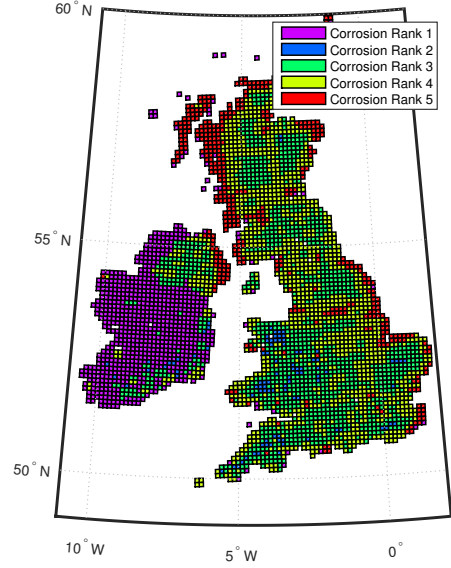 60° N
Corrosion Rank 1
Corrosion Rank 2
Corrosion Rank 3
Corrosion Rank 4
Corrosion Rank 5
55° N
50° N
10° W
5° W
0°